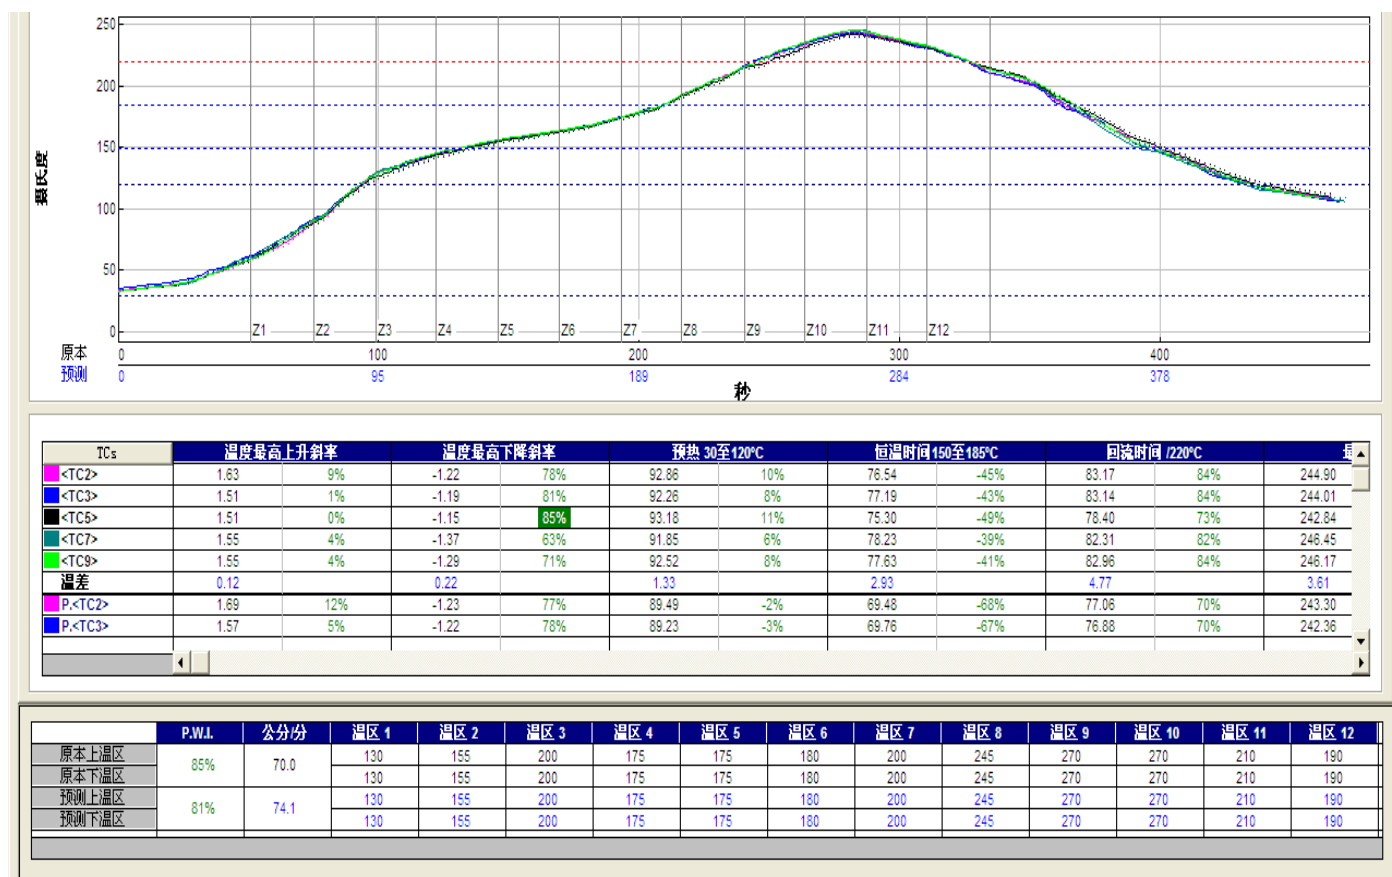 250
200
150
100
50
0
摄氏度
Z1 Z2 Z3 Z4 Z5 Z6 Z7 Z8 Z9 Z10 Z11 Z12
原本 0 100 200 300 400
预测 0 95 189 284 378
秒
TCs 温度最高上升斜率 温度最高下降斜率 预热 30至120°C 恒温时间150至185°C 回流时间 /220°C
<TC2> 1.63 9% -1.22 78% 92.86 10% 76.54 -45% 83.17 84% 244.90
<TC3> 1.51 1% -1.19 81% 92.26 8% 77.19 -43% 83.14 84% 244.01
<TC5> 1.51 0% -1.15 85% 93.18 11% 75.30 -49% 78.40 73% 242.84
<TC7> 1.55 4% -1.37 63% 91.85 6% 78.23 -39% 82.31 82% 246.45
<TC9> 1.55 4% -1.29 71% 92.52 8% 77.63 -41% 82.96 84% 246.17
温差 0.12 0.22 1.33 2.93 4.77 3.61
P.<TC2> 1.69 12% -1.23 77% 89.49 -2% 69.48 -68% 77.06 70% 243.30
P.<TC3> 1.57 5% -1.22 78% 89.23 -3% 69.76 -67% 76.88 70% 242.36
P.W.I. 公分/分 温区 1 温区 2 温区 3 温区 4 温区 5 温区 6 温区 7 温区 8 温区 9 温区 10 温区 11 温区 12
原本上温区 85% 70.0 130 155 200 175 175 180 200 245 270 270 210 190
原本下温区 130 155 200 175 175 180 200 245 270 270 210 190
预测上温区 81% 74.1 130 155 200 175 175 180 200 245 270 270 210 190
预测下温区 130 155 200 175 175 180 200 245 270 270 210 190